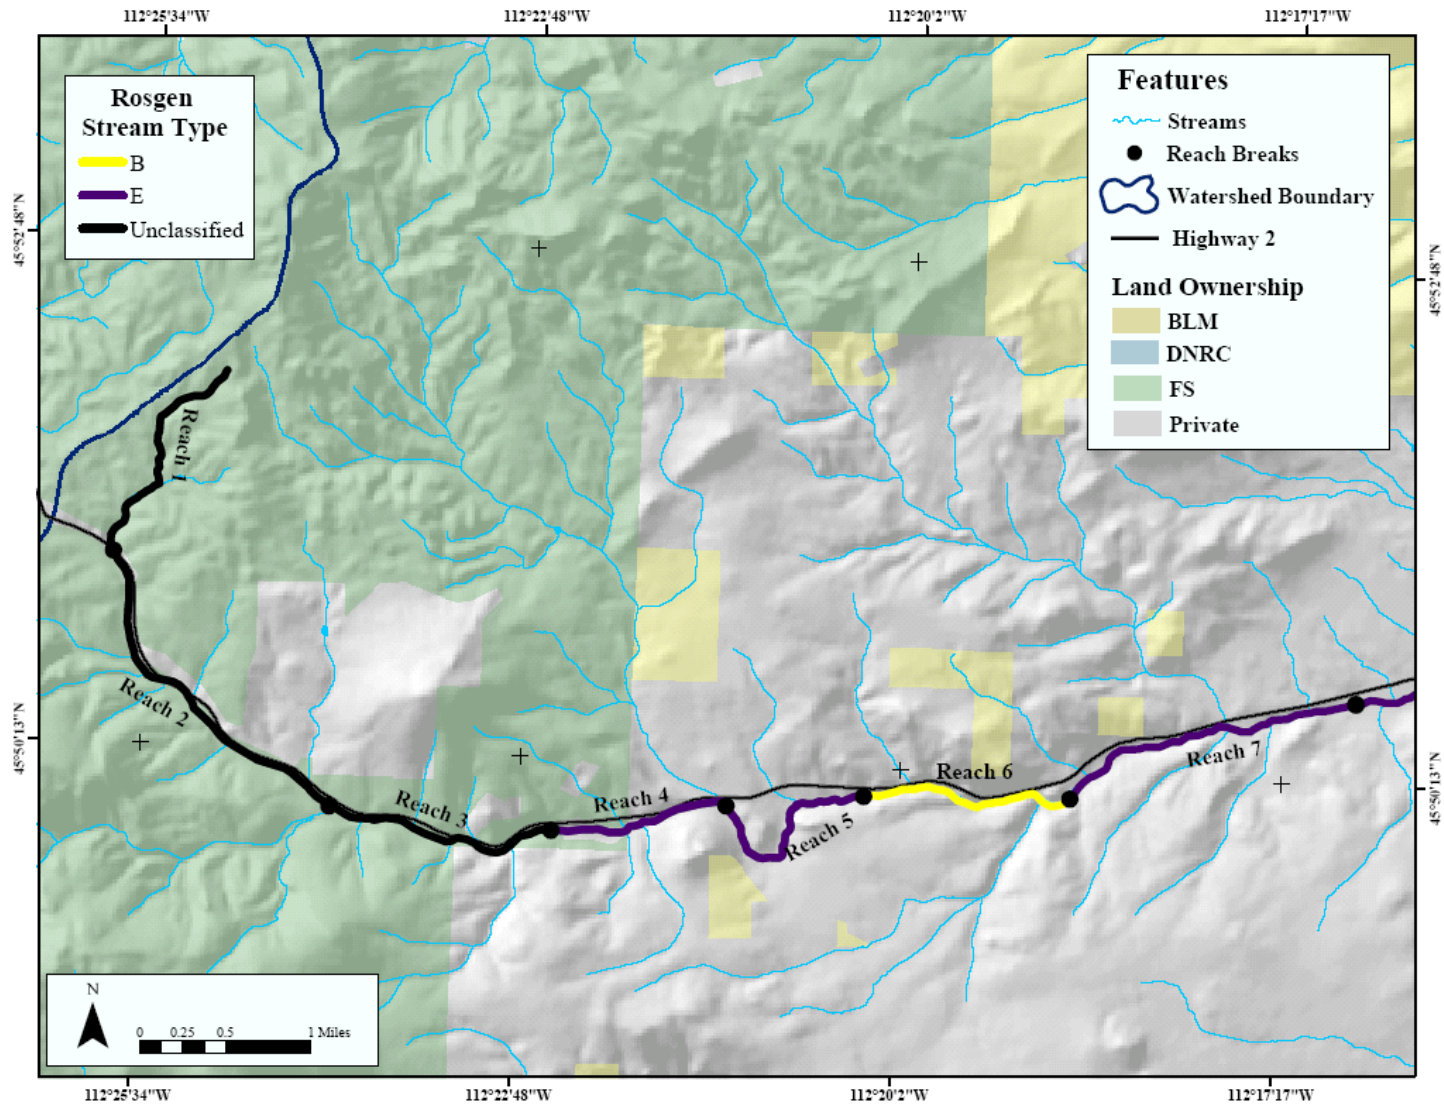 112°25'34"W
112°22'48"W
112°20'2"W
112°17'17"W
Rosgen
Stream Type
B
E
Unclassified
Features
Streams
Reach Breaks
Watershed Boundary
Highway 2
Land Ownership
BLM
DNRC
FS
Private
45°52'48"N
45°52'48"N
Reach 1
Reach 2
Reach 3
Reach 4
Reach 5
Reach 6
Reach 7
45°50'13"N
45°50'13"N
N
0 0.25 0.5 1 Miles
112°25'34"W
112°22'48"W
112°20'2"W
112°17'17"W